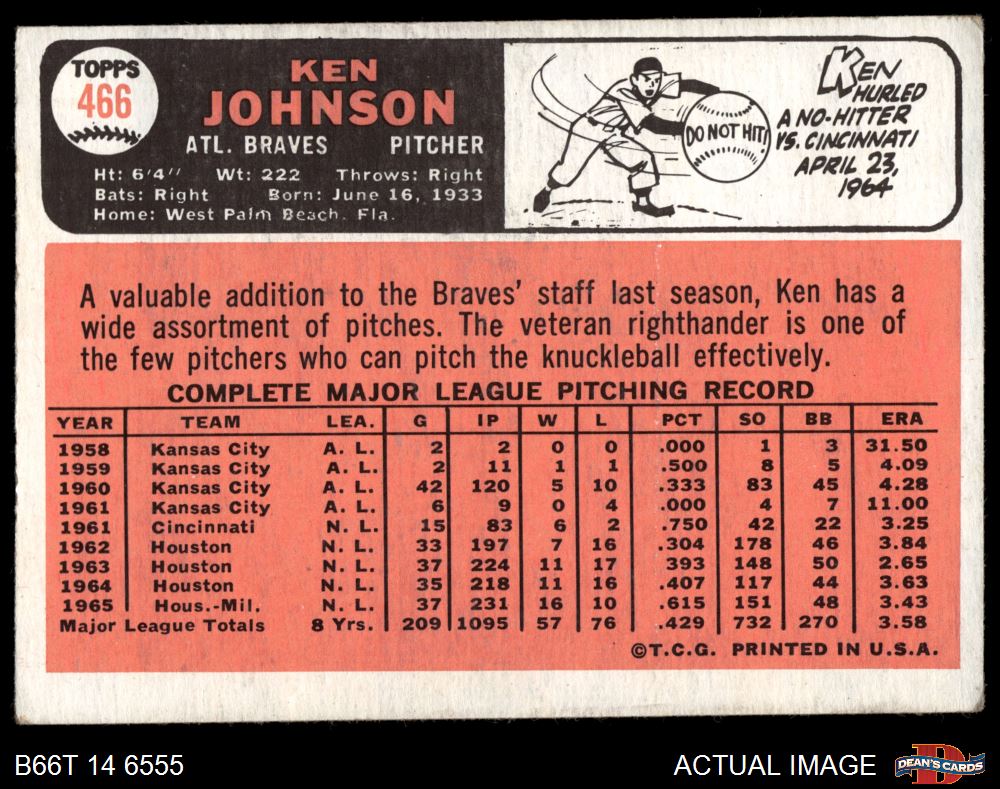 TOPPS
466
KEN
JOHNSON
ATL. BRAVES PITCHER
Ht: 6'4" Wt: 222 Throws: Right
Bats: Right Born: June 16, 1933
Home: West Palm Beach. Fla.
DO NOT HIT!
KEN
HURLED
A NO-HITTER
VS. CINCINNATI
APRIL 23,
1964
A valuable addition to the Braves' staff last season, Ken has a
wide assortment of pitches. The veteran righthander is one of
the few pitchers who can pitch the knuckleball effectively.
COMPLETE MAJOR LEAGUE PITCHING RECORD
YEAR TEAM LEA. G IP W L PCT SO BB ERA
1958 Kansas City A. L. 2 2 0 0 .000 1 3 31.50
1959 Kansas City A. L. 2 11 1 1 .500 8 5 4.09
1960 Kansas City A. L. 42 120 5 10 .333 83 45 4.28
1961 Kansas City A. L. 6 9 0 4 .000 4 7 11.00
1961 Cincinnati N. L. 15 83 6 2 .750 42 22 3.25
1962 Houston N. L. 33 197 7 16 .304 178 46 3.84
1963 Houston N. L. 37 224 11 17 .393 148 50 2.65
1964 Houston N. L. 35 218 11 16 .407 117 44 3.63
1965 Hous.-Mil. N. L. 37 231 16 10 .615 151 48 3.43
Major League Totals 8 Yrs. 209 1095 57 76 .429 732 270 3.58
©T.C.G. PRINTED IN U.S.A.
B66T 14 6555 ACTUAL IMAGE
D
DEAN'S CARDS